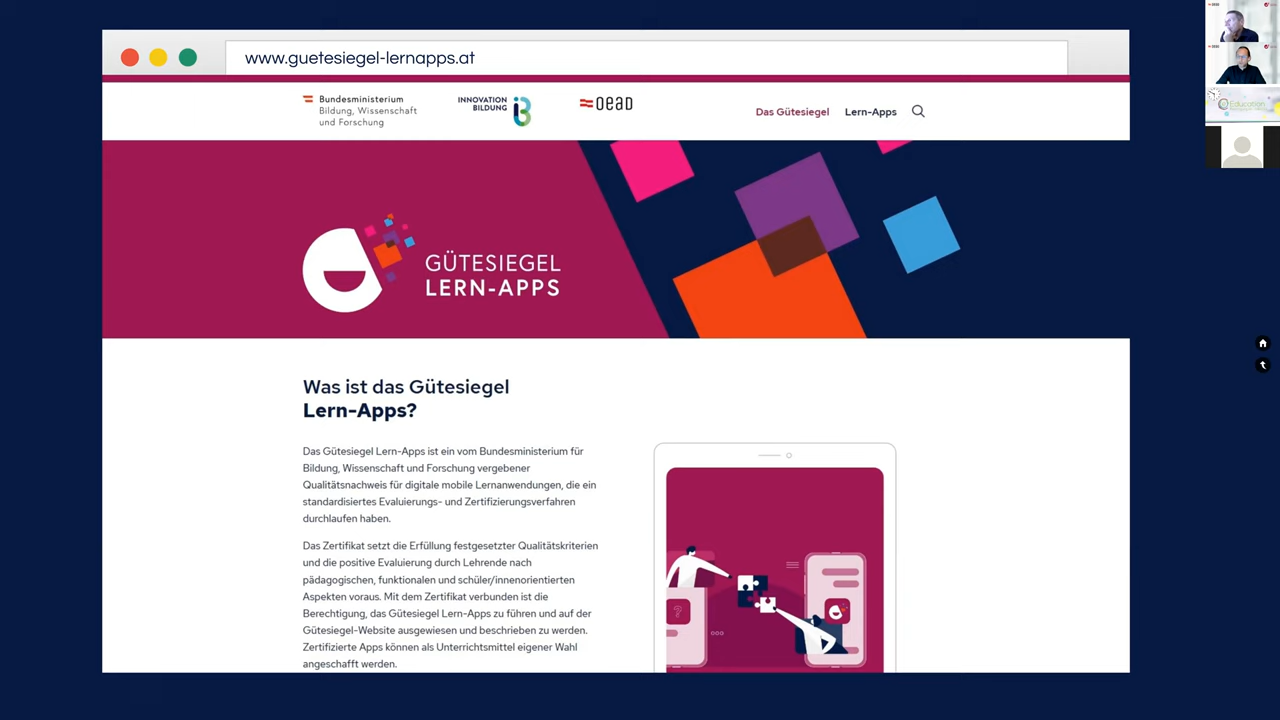 www.guetesiegel-lernapps.at
Bundesministerium
Bildung, Wissenschaft
und Forschung
INNOVATION
BILDUNG
OeAD
Das Gütesiegel
Lern-Apps
GÜTESIEGEL
LERN-APPS
Was ist das Gütesiegel
Lern-Apps?
Das Gütesiegel Lern-Apps ist ein vom Bundesministerium für
Bildung, Wissenschaft und Forschung vergebener
Qualitätsnachweis für digitale mobile Lernanwendungen, die ein
standardisiertes Evaluierungs- und Zertifizierungsverfahren
durchlaufen haben.
Das Zertifikat setzt die Erfüllung festgesetzter Qualitätskriterien
und die positive Evaluierung durch Lehrende nach
pädagogischen, funktionalen und schüler/innenorientierten
Aspekten voraus. Mit dem Zertifikat verbunden ist die
Berechtigung, das Gütesiegel Lern-Apps zu führen und auf der
Gütesiegel-Website ausgewiesen und beschrieben zu werden.
Zertifizierte Apps können als Unterrichtsmittel eigener Wahl
angeschafft werden.
?
Education